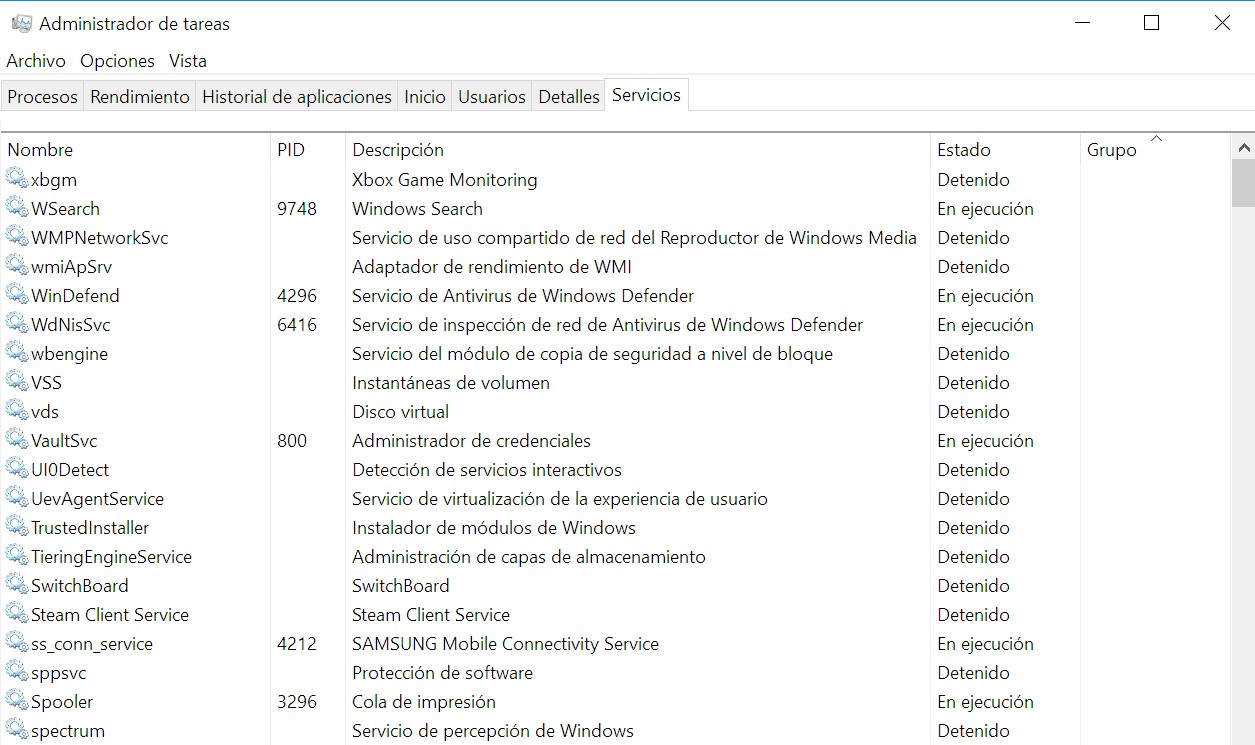 Administrador de tareas
Archivo Opciones Vista
Procesos Rendimiento Historial de aplicaciones Inicio Usuarios Detalles Servicios
Nombre PID Descripción Estado Grupo
xbgm Xbox Game Monitoring Detenido
WSearch 9748 Windows Search En ejecución
WMPNetworkSvc Servicio de uso compartido de red del Reproductor de Windows Media Detenido
wmiApSrv Adaptador de rendimiento de WMI Detenido
WinDefend 4296 Servicio de Antivirus de Windows Defender En ejecución
WdNisSvc 6416 Servicio de inspección de red de Antivirus de Windows Defender En ejecución
wbengine Servicio del módulo de copia de seguridad a nivel de bloque Detenido
VSS Instantáneas de volumen Detenido
vds Disco virtual Detenido
VaultSvc 800 Administrador de credenciales En ejecución
UI0Detect Detección de servicios interactivos Detenido
UevAgentService Servicio de virtualización de la experiencia de usuario Detenido
TrustedInstaller Instalador de módulos de Windows Detenido
TieringEngineService Administración de capas de almacenamiento Detenido
SwitchBoard SwitchBoard Detenido
Steam Client Service Steam Client Service Detenido
ss_conn_service 4212 SAMSUNG Mobile Connectivity Service En ejecución
sppsvc Protección de software Detenido
Spooler 3296 Cola de impresión En ejecución
spectrum Servicio de percepción de Windows Detenido